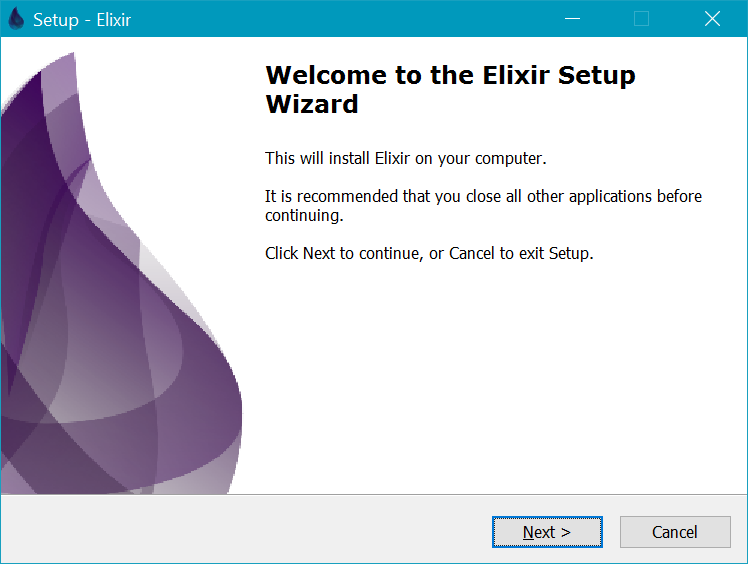 Setup - Elixir
Welcome to the Elixir Setup
Wizard
This will install Elixir on your computer.
It is recommended that you close all other applications before
continuing.
Click Next to continue, or Cancel to exit Setup.
Next >
Cancel